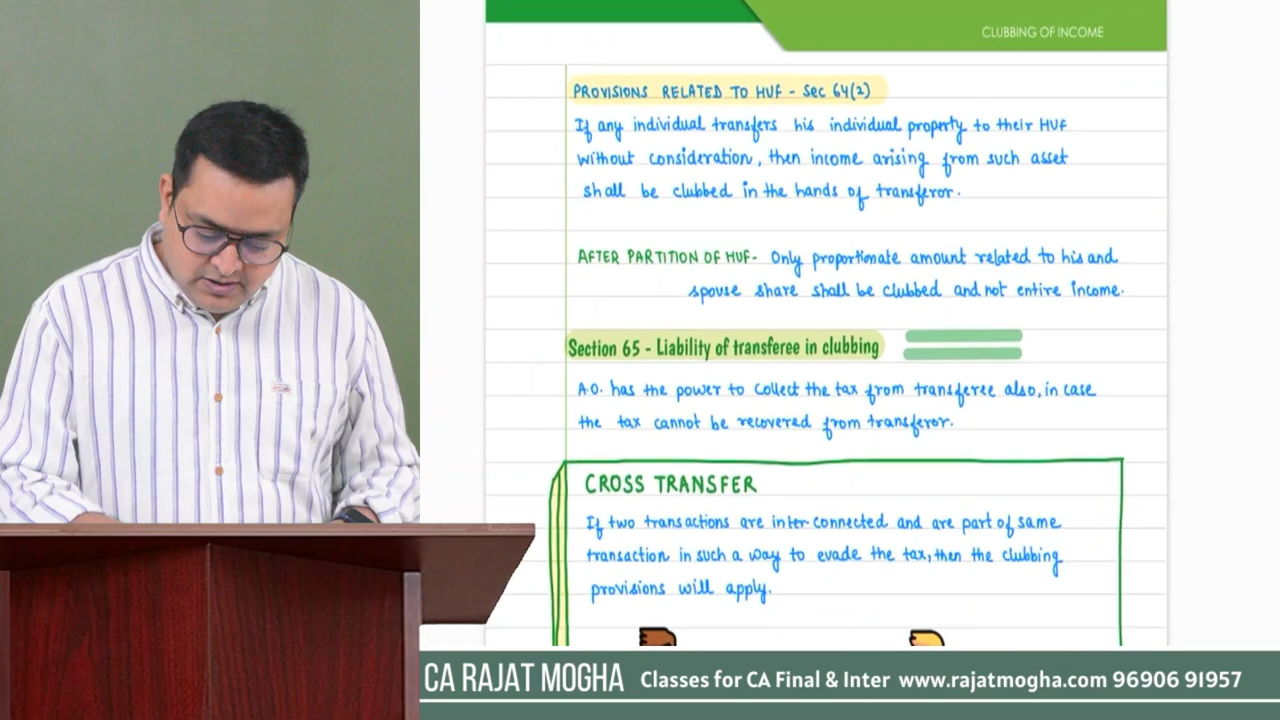 CLUBBING OF INCOME
PROVISIONS RELATED TO HUF - Sec 64(2)
If any individual transfers his individual property to their HUF
without consideration, then income arising from such asset
shall be clubbed in the hands of transferor.
AFTER PARTITION OF HUF- Only proportionate amount related to his and
spouse share shall be clubbed and not entire income.
Section 65 - Liability of transferee in clubbing
A.O. has the power to collect the tax from transferee also, in case
the tax cannot be recovered from transferor.
CROSS TRANSFER
If two transactions are inter-connected and are part of same
transaction in such a way to evade the tax, then the clubbing
provisions will apply.
CA RAJAT MOGHA Classes for CA Final & Inter www.rajatmogha.com 96906 91957